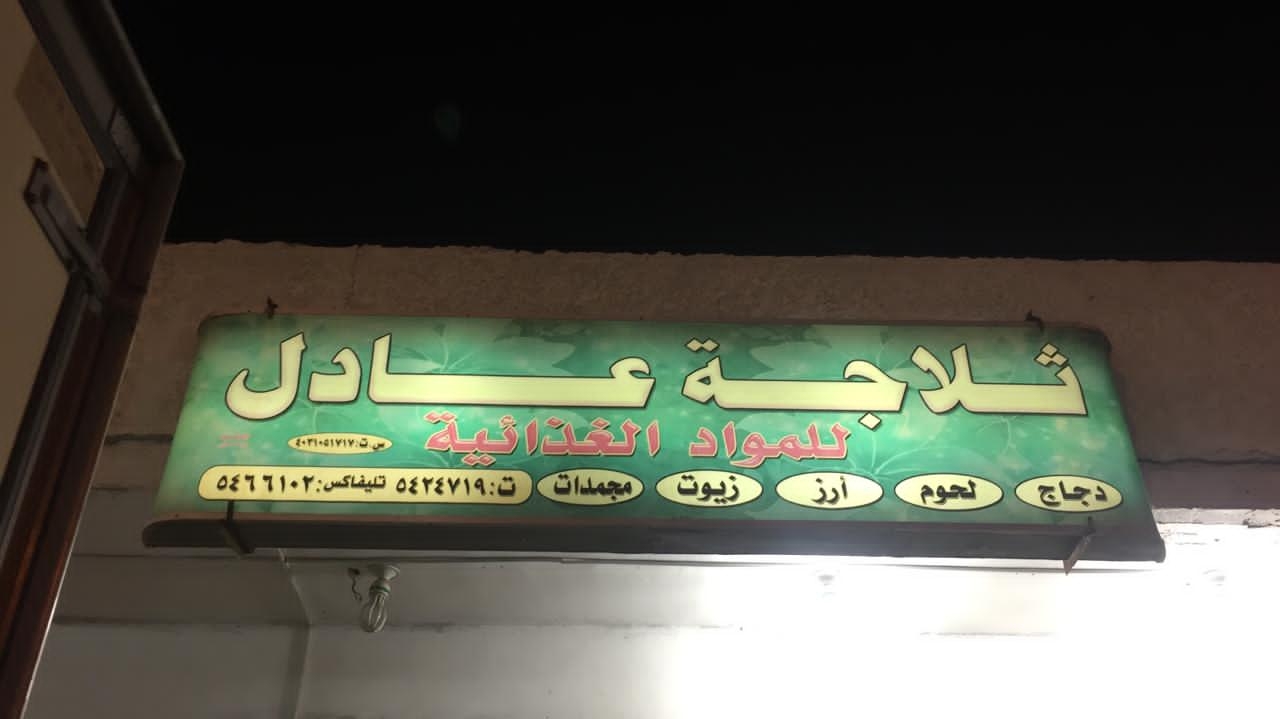 ثلاجة عادل
للمواد الغذائية
س.ت: ٤٠٣١٠٥١٧١٧
دجاج لحوم أرز زيوت مجمدات ت: ٥٤٢٤٧١٩ تليفاكس: ٥٤٦٦١٠٢